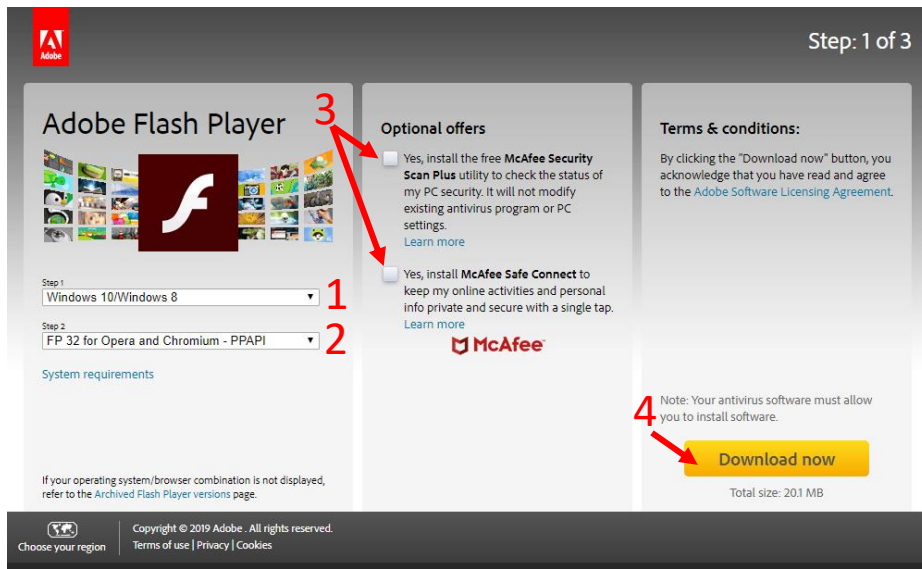 Adobe
Step: 1 of 3
Adobe Flash Player
Step 1
Windows 10/Windows 8
1
Step 2
FP 32 for Opera and Chromium - PPAPI
2
System requirements
If your operating system/browser combination is not displayed,
refer to the Archived Flash Player versions page.
3
Optional offers
Yes, install the free McAfee Security
Scan Plus utility to check the status of
my PC security. It will not modify
existing antivirus program or PC
settings.
Learn more
Yes, install McAfee Safe Connect to
keep my online activities and personal
info private and secure with a single tap.
Learn more
McAfee
Terms & conditions:
By clicking the "Download now" button, you
acknowledge that you have read and agree
to the Adobe Software Licensing Agreement.
Note: Your antivirus software must allow
you to install software.
4
Download now
Total size: 20.1 MB
Choose your region
Copyright © 2019 Adobe . All rights reserved.
Terms of use | Privacy | Cookies